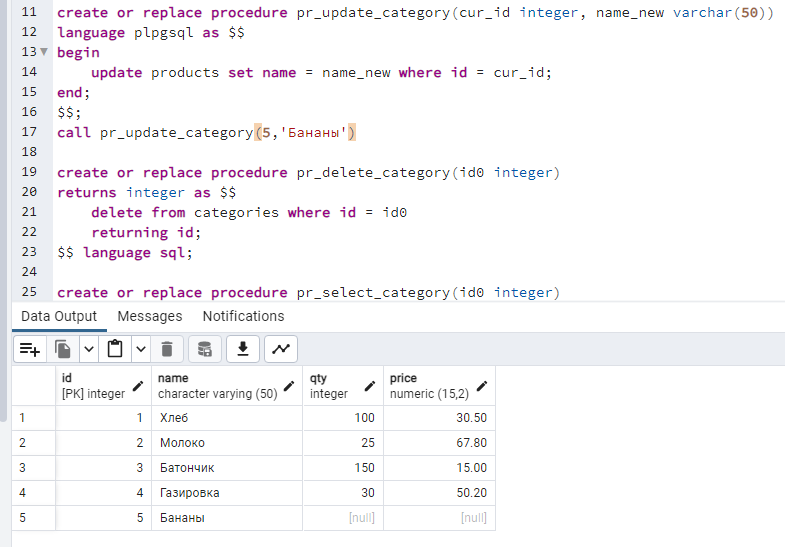 11 create or replace procedure pr_update_category(cur_id integer, name_new varchar(50))
12 language plpgsql as $$
13 begin
14 update products set name = name_new where id = cur_id;
15 end;
16 $$;
17 call pr_update_category(5,'Бананы')
18
19 create or replace procedure pr_delete_category(id0 integer)
20 returns integer as $$
21 delete from categories where id = id0
22 returning id;
23 $$ language sql;
24
25 create or replace procedure pr_select_category(id0 integer)
Data Output Messages Notifications
id name qty price
[PK] integer character varying (50) integer numeric (15,2)
1 1 Хлеб 100 30.50
2 2 Молоко 25 67.80
3 3 Батончик 150 15.00
4 4 Газировка 30 50.20
5 5 Бананы [null] [null]